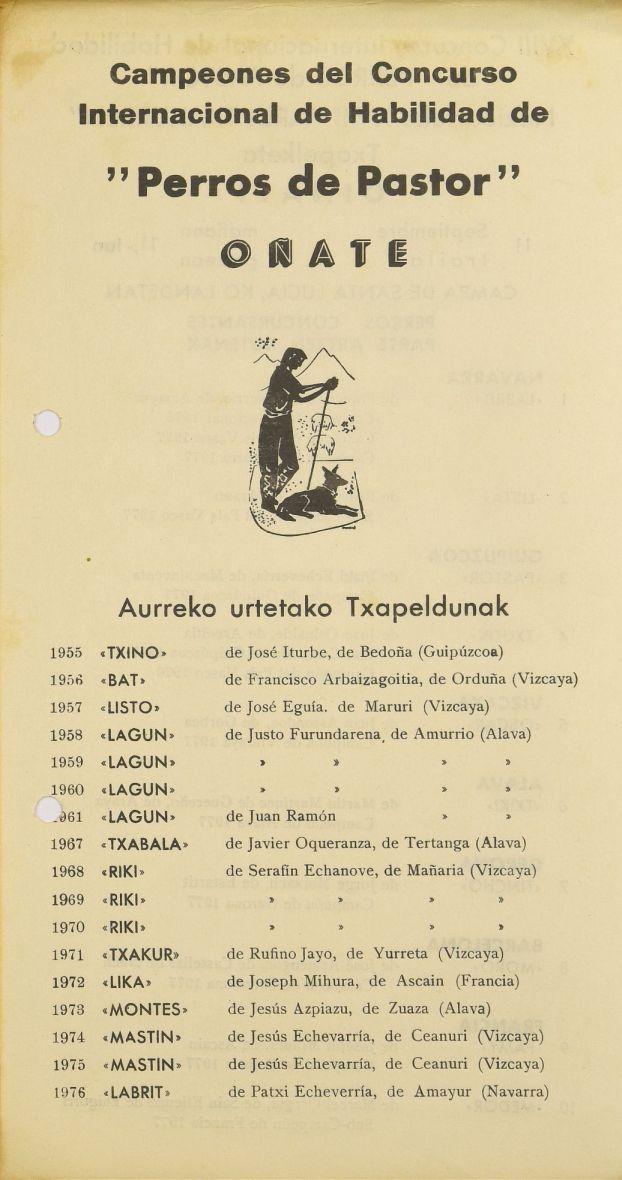 Campeones del Concurso
Internacional de Habilidad de
"Perros de Pastor"
OÑATE
Aurreko urtetako Txapeldunak
1955 «TXINO» de José Iturbe, de Bedoña (Guipúzcoa)
1956 «BAT» de Francisco Arbaizagoitia, de Orduña (Vizcaya)
1957 «LISTO» de José Eguía. de Maruri (Vizcaya)
1958 «LAGUN» de Justo Furundarena, de Amurrio (Alava)
1959 «LAGUN» » » » »
1960 «LAGUN» » » » »
1961 «LAGUN» de Juan Ramón » »
1967 «TXABALA» de Javier Oqueranza, de Tertanga (Alava)
1968 «RIKI» de Serafín Echanove, de Mañaria (Vizcaya)
1969 «RIKI» » » » »
1970 «RIKI» » » » »
1971 «TXAKUR» de Rufino Jayo, de Yurreta (Vizcaya)
1972 «LIKA» de Joseph Mihura, de Ascain (Francia)
1973 «MONTES» de Jesús Azpiazu, de Zuaza (Alava)
1974 «MASTIN» de Jesús Echevarría, de Ceanuri (Vizcaya)
1975 «MASTIN» de Jesús Echevarría, de Ceanuri (Vizcaya)
1976 «LABRIT» de Patxi Echeverría, de Amayur (Navarra)